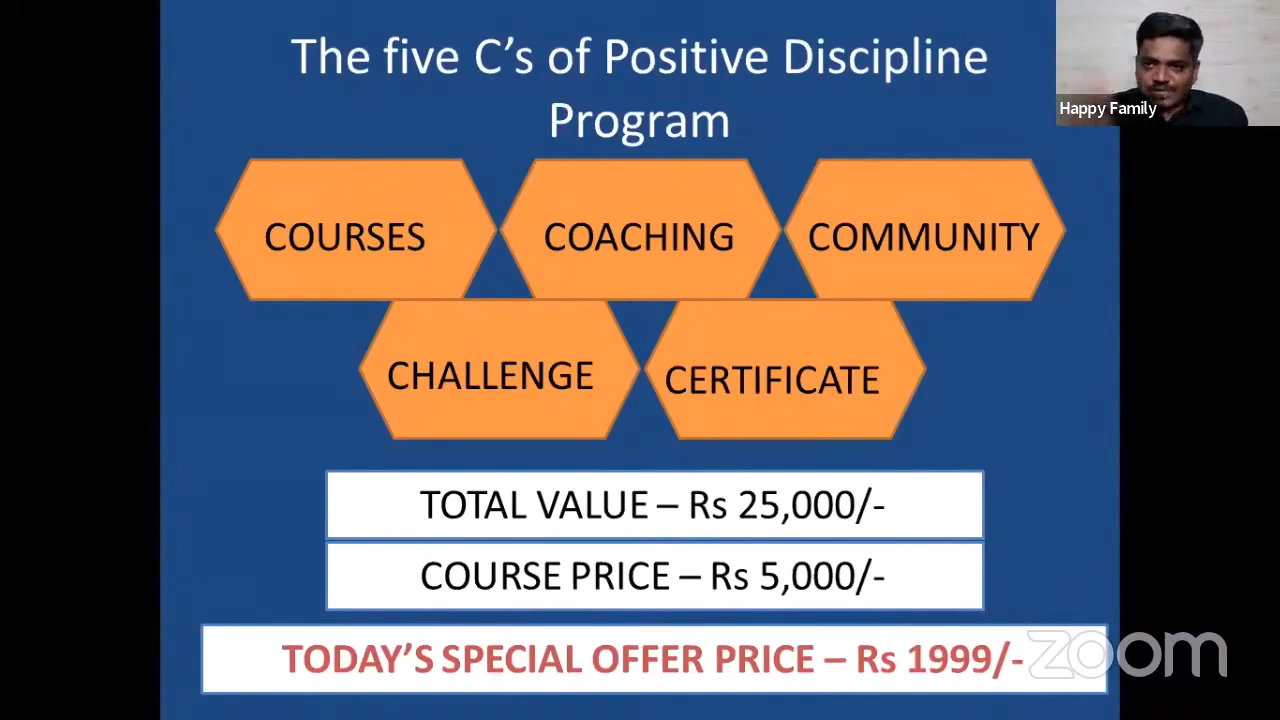 The five C's of Positive Discipline
Program
Happy Family
COURSES
COACHING
COMMUNITY
CHALLENGE
CERTIFICATE
TOTAL VALUE – Rs 25,000/-
COURSE PRICE – Rs 5,000/-
TODAY'S SPECIAL OFFER PRICE – Rs 1999/-
zoom